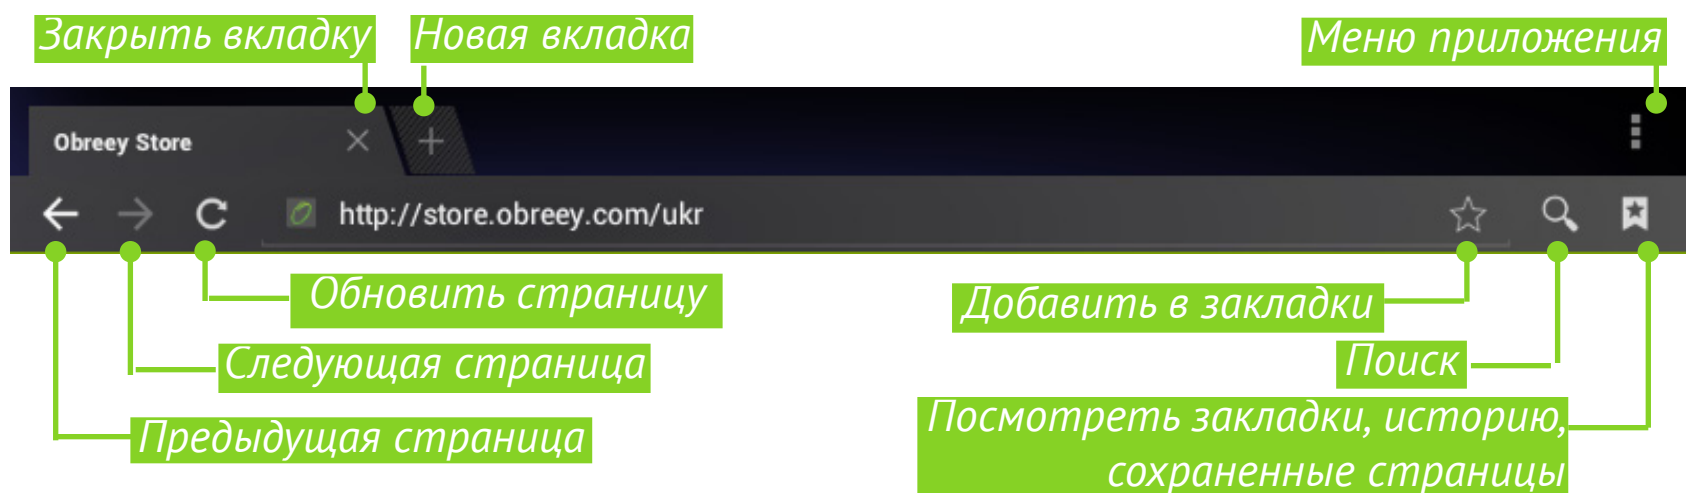 Закрыть вкладку
Новая вкладка
Меню приложения
Obreey Store
http://store.obreey.com/ukr
Обновить страницу
Добавить в закладки
Следующая страница
Поиск
Предыдущая страница
Посмотреть закладки, историю,
сохраненные страницы